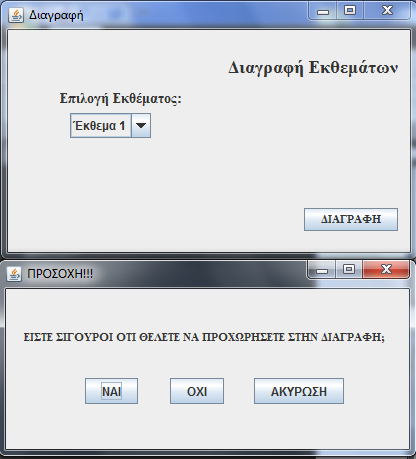 Διαγραφή
Διαγραφή Εκθεμάτων
Επιλογή Εκθέματος:
Έκθεμα 1
ΔΙΑΓΡΑΦΗ
ΠΡΟΣΟΧΗ!!!
ΕΙΣΤΕ ΣΙΓΟΥΡΟΙ ΟΤΙ ΘΕΛΕΤΕ ΝΑ ΠΡΟΧΩΡΗΣΕΤΕ ΣΤΗΝ ΔΙΑΓΡΑΦΗ;
ΝΑΙ ΟΧΙ ΑΚΥΡΩΣΗ